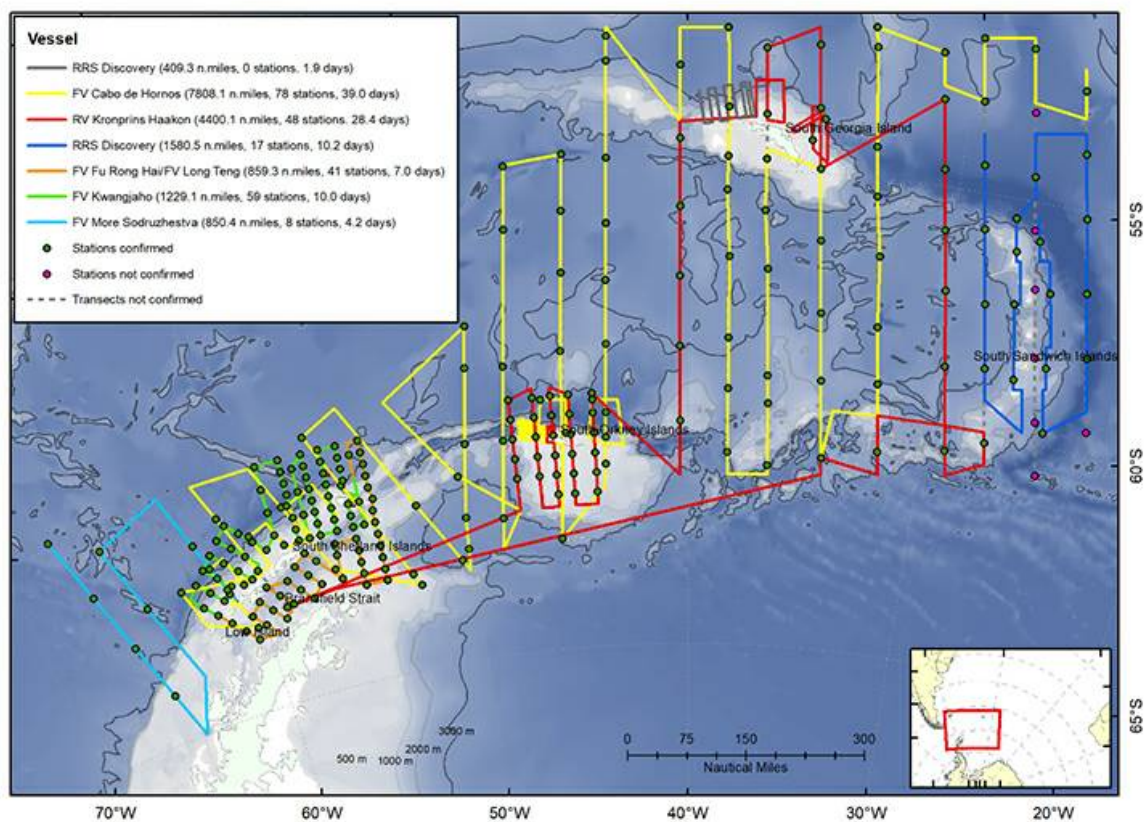 Vessel
RRS Discovery (409.3 n.miles, 0 stations, 1.9 days)
FV Cabo de Hornos (7808.1 n.miles, 78 stations, 39.0 days)
RV Kronprins Haakon (4400.1 n.miles, 48 stations, 28.4 days)
RRS Discovery (1580.5 n.miles, 17 stations, 10.2 days)
FV Fu Rong Hai/FV Long Teng (859.3 n.miles, 41 stations, 7.0 days)
FV Kwangjaho (1229.1 n.miles, 59 stations, 10.0 days)
FV More Sodruzhestva (850.4 n.miles, 8 stations, 4.2 days)
Stations confirmed
Stations not confirmed
Transects not confirmed
South Georgia Island
55°S
South Sandwich Islands
South Orkney Islands
60°S
South Shetland Islands
Bransfield Strait
Low Island
65°S
3000 m
2000 m
500 m
1000 m
0 75 150 300
Nautical Miles
70°W 60°W 50°W 40°W 30°W 20°W